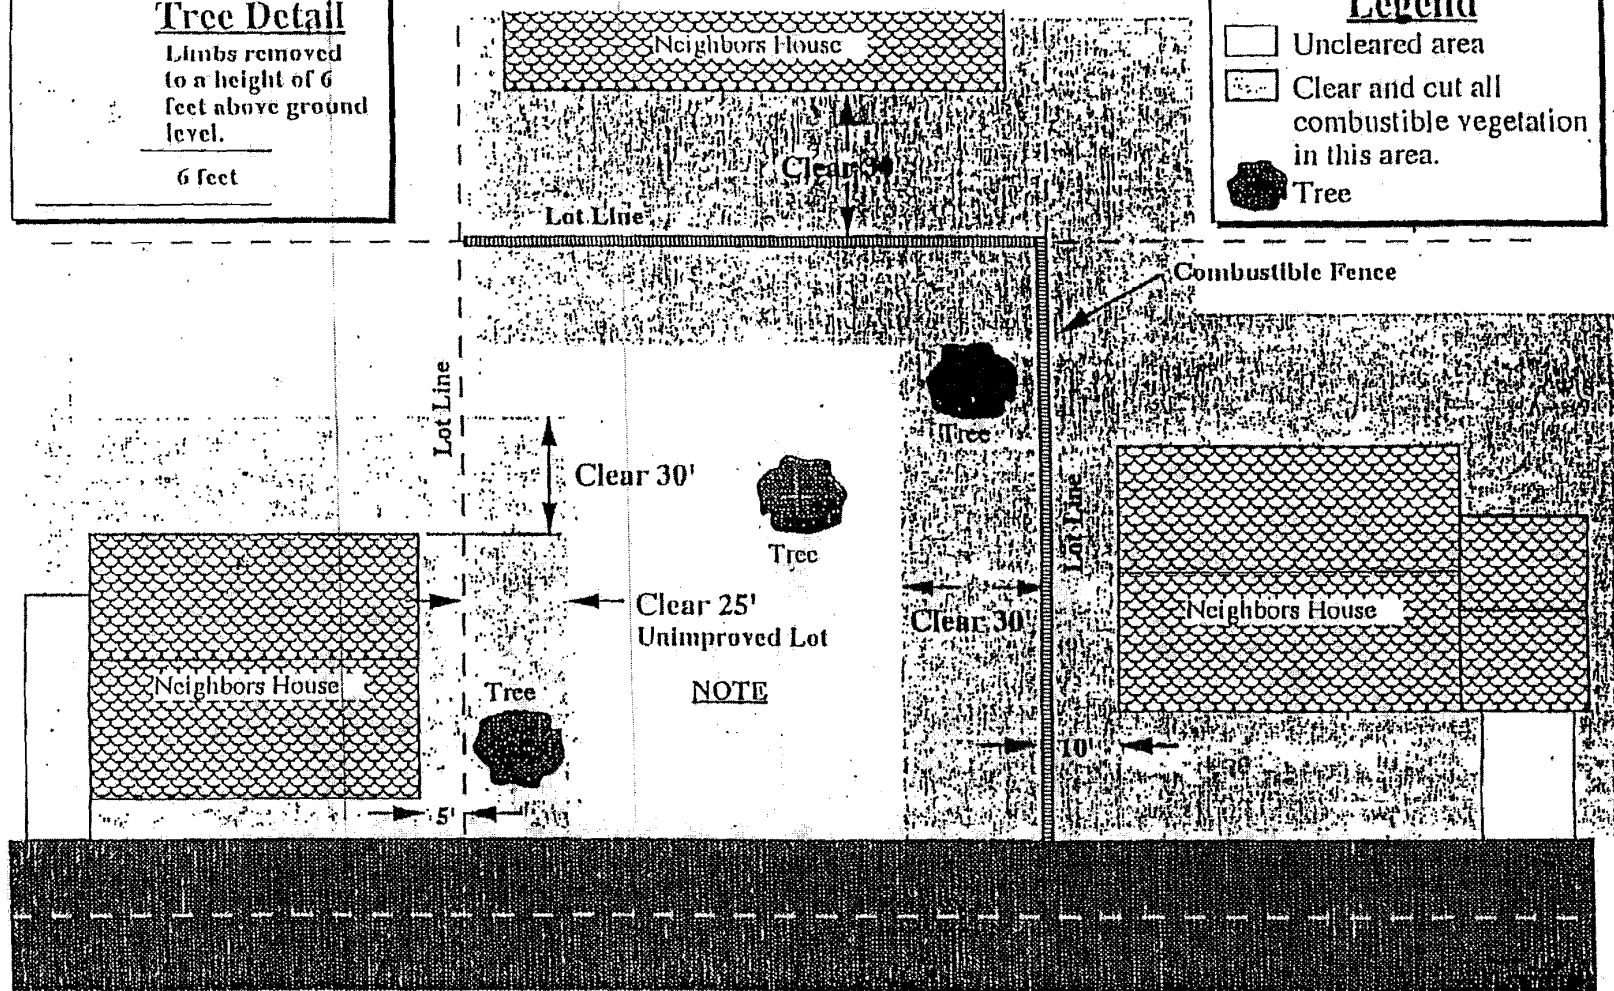 Tree Detail
Limbs removed
to a height of 6
feet above ground
level.
6 feet
Neighbors House
Legend
Uncleared area
Clear and cut all
combustible vegetation
in this area.
Tree
Clear
Lot Line
Combustible Fence
Lot Line
Tree
Clear 30'
Tree
Lot Line
Clear 25'
Unimproved Lot
Clear 30'
Neighbors House
Neighbors House
Tree
NOTE
10'
5'